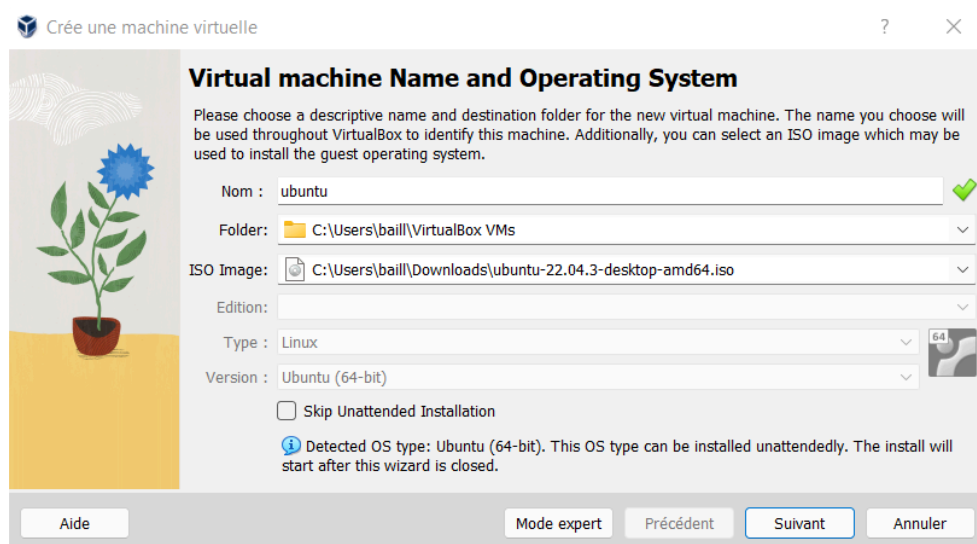 Crée une machine virtuelle
?
Virtual machine Name and Operating System
Please choose a descriptive name and destination folder for the new virtual machine. The name you choose will
be used throughout VirtualBox to identify this machine. Additionally, you can select an ISO image which may be
used to install the guest operating system.
Nom : ubuntu
Folder: C:\Users\baill\VirtualBox VMs
ISO Image: C:\Users\baill\Downloads\ubuntu-22.04.3-desktop-amd64.iso
Edition:
Type : Linux
64
Version : Ubuntu (64-bit)
Skip Unattended Installation
Detected OS type: Ubuntu (64-bit). This OS type can be installed unattendedly. The install will
start after this wizard is closed.
Aide Mode expert Précédent Suivant Annuler